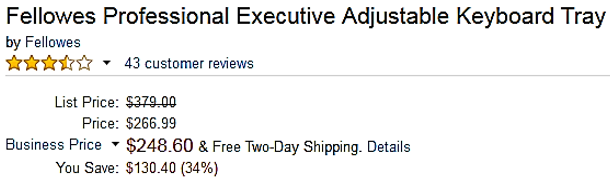 Fellowes Professional Executive Adjustable Keyboard Tray
by Fellowes
43 customer reviews
List Price: $379.00
Price: $266.99
Business Price $248.60 & Free Two-Day Shipping. Details
You Save: $130.40 (34%)